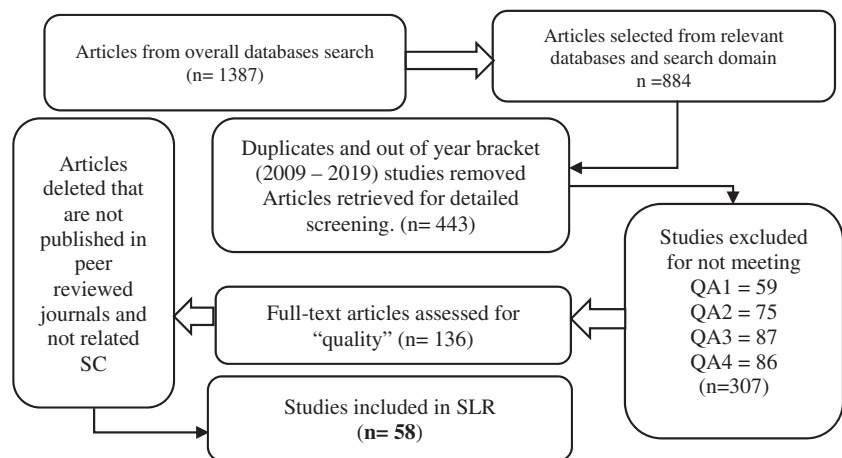 Articles from overall databases search
(n= 1387)
Articles selected from relevant
databases and search domain
n =884
Duplicates and out of year bracket
(2009 – 2019) studies removed
Articles retrieved for detailed
screening. (n= 443)
Studies excluded
for not meeting
QA1 = 59
QA2 = 75
QA3 = 87
QA4 = 86
(n=307)
Full-text articles assessed for
“quality” (n= 136)
Articles
deleted that
are not
published in
peer
reviewed
journals and
not related
SC
Studies included in SLR
(n= 58)